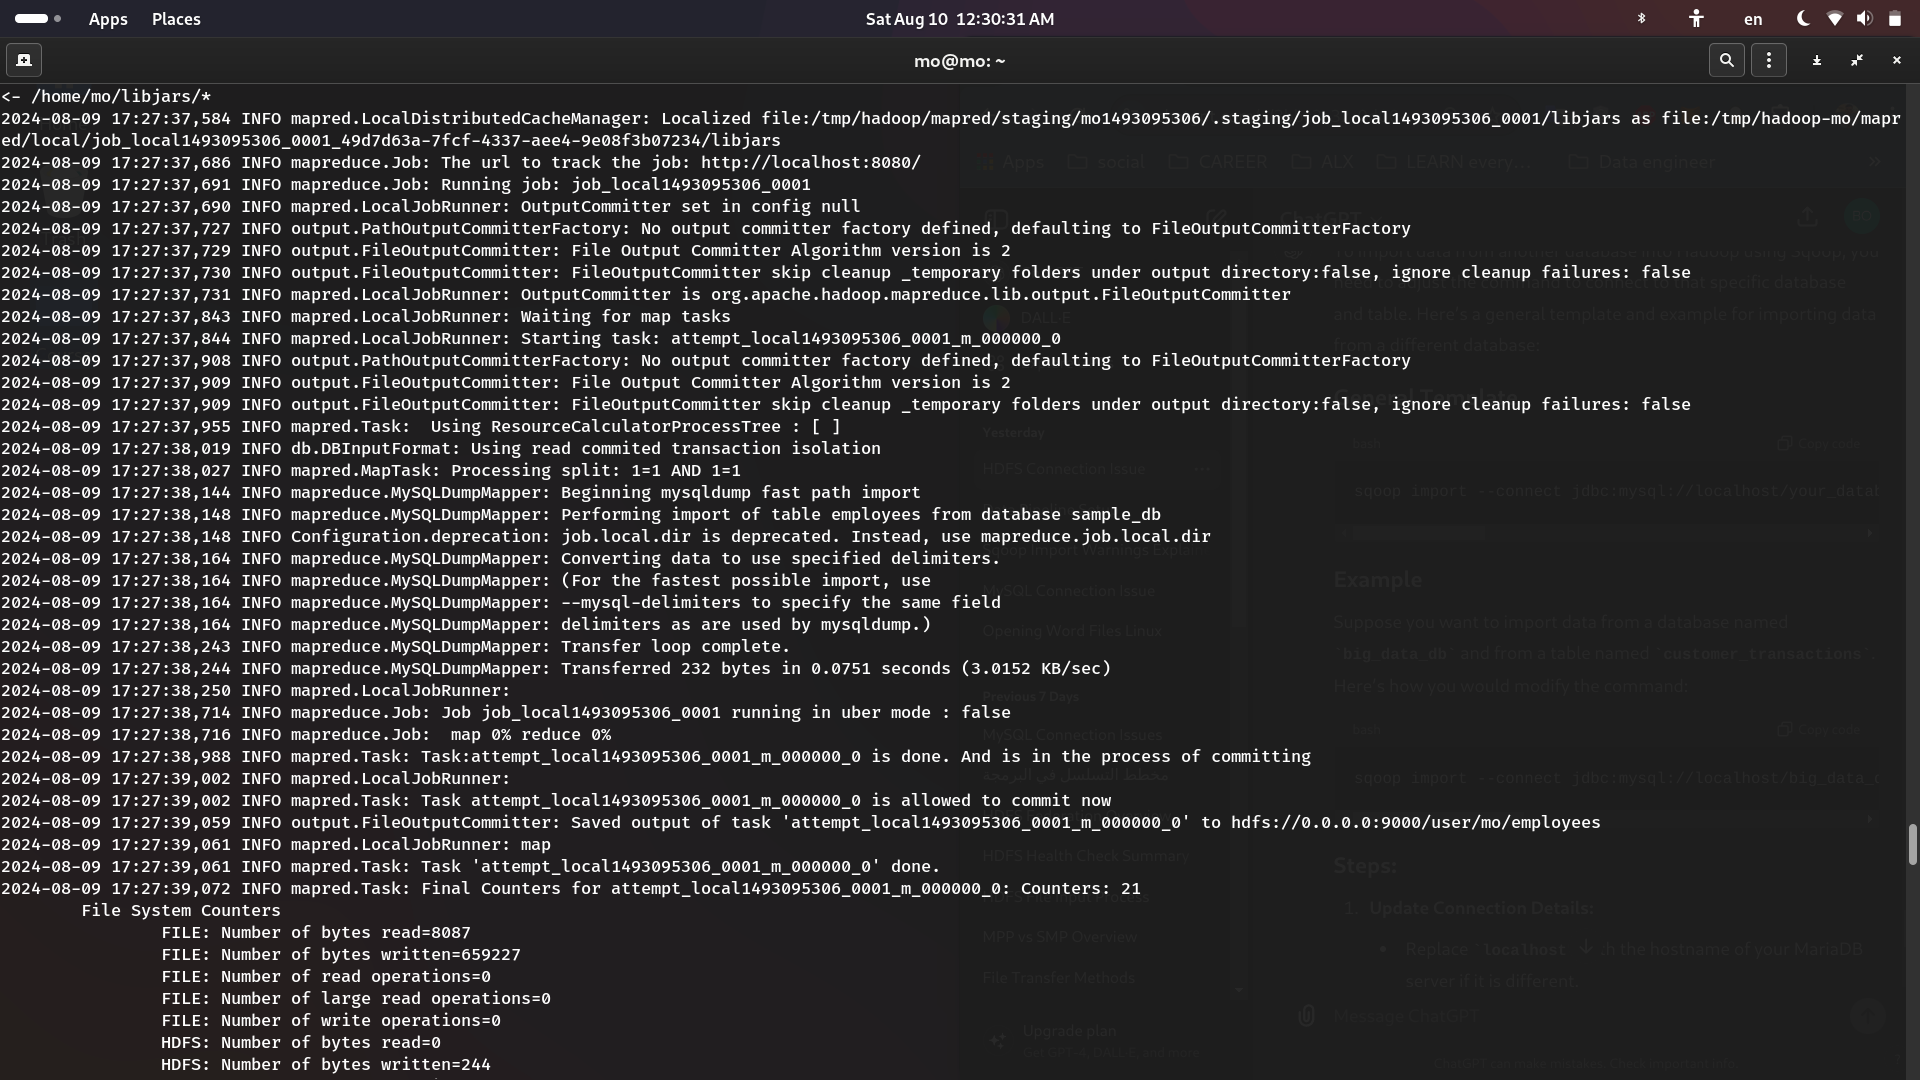 Apps Places Sat Aug 10 12:30:31 AM en
mo@mo: ~
<- /home/mo/libjars/*
2024-08-09 17:27:37,584 INFO mapred.LocalDistributedCacheManager: Localized file:/tmp/hadoop/mapred/staging/mo1493095306/.staging/job_local1493095306_0001/libjars as file:/tmp/hadoop-mo/mapr
ed/local/job_local1493095306_0001_49d7d63a-7fcf-4337-aee4-9e08f3b07234/libjars
2024-08-09 17:27:37,686 INFO mapreduce.Job: The url to track the job: http://localhost:8080/
2024-08-09 17:27:37,691 INFO mapreduce.Job: Running job: job_local1493095306_0001
2024-08-09 17:27:37,690 INFO mapred.LocalJobRunner: OutputCommitter set in config null
2024-08-09 17:27:37,727 INFO output.PathOutputCommitterFactory: No output committer factory defined, defaulting to FileOutputCommitterFactory
2024-08-09 17:27:37,729 INFO output.FileOutputCommitter: File Output Committer Algorithm version is 2
2024-08-09 17:27:37,730 INFO output.FileOutputCommitter: FileOutputCommitter skip cleanup _temporary folders under output directory:false, ignore cleanup failures: false
2024-08-09 17:27:37,731 INFO mapred.LocalJobRunner: OutputCommitter is org.apache.hadoop.mapreduce.lib.output.FileOutputCommitter
2024-08-09 17:27:37,843 INFO mapred.LocalJobRunner: Waiting for map tasks
2024-08-09 17:27:37,844 INFO mapred.LocalJobRunner: Starting task: attempt_local1493095306_0001_m_000000_0
2024-08-09 17:27:37,908 INFO output.PathOutputCommitterFactory: No output committer factory defined, defaulting to FileOutputCommitterFactory
2024-08-09 17:27:37,909 INFO output.FileOutputCommitter: File Output Committer Algorithm version is 2
2024-08-09 17:27:37,909 INFO output.FileOutputCommitter: FileOutputCommitter skip cleanup _temporary folders under output directory:false, ignore cleanup failures: false
2024-08-09 17:27:37,955 INFO mapred.Task:  Using ResourceCalculatorProcessTree : [ ]
2024-08-09 17:27:38,019 INFO db.DBInputFormat: Using read commited transaction isolation
2024-08-09 17:27:38,027 INFO mapred.MapTask: Processing split: 1=1 AND 1=1
2024-08-09 17:27:38,144 INFO mapreduce.MySQLDumpMapper: Beginning mysqldump fast path import
2024-08-09 17:27:38,148 INFO mapreduce.MySQLDumpMapper: Performing import of table employees from database sample_db
2024-08-09 17:27:38,148 INFO Configuration.deprecation: job.local.dir is deprecated. Instead, use mapreduce.job.local.dir
2024-08-09 17:27:38,164 INFO mapreduce.MySQLDumpMapper: Converting data to use specified delimiters.
2024-08-09 17:27:38,164 INFO mapreduce.MySQLDumpMapper: (For the fastest possible import, use
2024-08-09 17:27:38,164 INFO mapreduce.MySQLDumpMapper: --mysql-delimiters to specify the same field
2024-08-09 17:27:38,164 INFO mapreduce.MySQLDumpMapper: delimiters as are used by mysqldump.)
2024-08-09 17:27:38,243 INFO mapreduce.MySQLDumpMapper: Transfer loop complete.
2024-08-09 17:27:38,244 INFO mapreduce.MySQLDumpMapper: Transferred 232 bytes in 0.0751 seconds (3.0152 KB/sec)
2024-08-09 17:27:38,250 INFO mapred.LocalJobRunner:
2024-08-09 17:27:38,714 INFO mapreduce.Job: Job job_local1493095306_0001 running in uber mode : false
2024-08-09 17:27:38,716 INFO mapreduce.Job:  map 0% reduce 0%
2024-08-09 17:27:38,988 INFO mapred.Task: Task:attempt_local1493095306_0001_m_000000_0 is done. And is in the process of committing
2024-08-09 17:27:39,002 INFO mapred.LocalJobRunner:
2024-08-09 17:27:39,002 INFO mapred.Task: Task attempt_local1493095306_0001_m_000000_0 is allowed to commit now
2024-08-09 17:27:39,059 INFO output.FileOutputCommitter: Saved output of task 'attempt_local1493095306_0001_m_000000_0' to hdfs://0.0.0.0:9000/user/mo/employees
2024-08-09 17:27:39,061 INFO mapred.LocalJobRunner: map
2024-08-09 17:27:39,061 INFO mapred.Task: Task 'attempt_local1493095306_0001_m_000000_0' done.
2024-08-09 17:27:39,072 INFO mapred.Task: Final Counters for attempt_local1493095306_0001_m_000000_0: Counters: 21
File System Counters
FILE: Number of bytes read=8087
FILE: Number of bytes written=659227
FILE: Number of read operations=0
FILE: Number of large read operations=0
FILE: Number of write operations=0
HDFS: Number of bytes read=0
HDFS: Number of bytes written=244